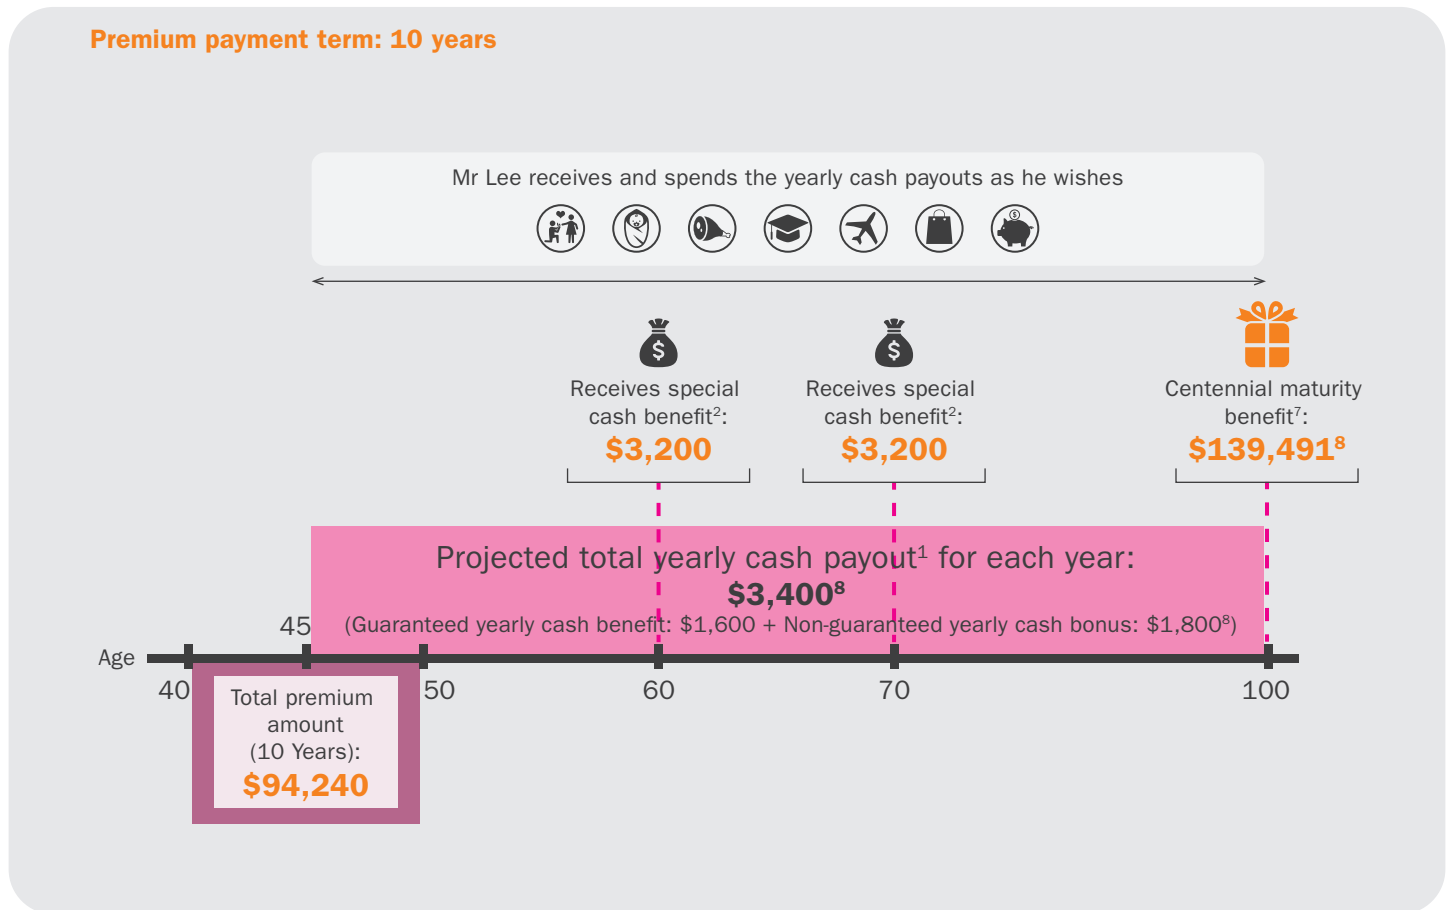 Premium payment term: 10 years
Mr Lee receives and spends the yearly cash payouts as he wishes
$
$
$
Receives special
cash benefit²:
$3,200
Receives special
cash benefit²:
$3,200
Centennial maturity
benefit⁷:
$139,491⁸
Projected total yearly cash payout¹ for each year:
$3,400⁸
(Guaranteed yearly cash benefit: $1,600 + Non-guaranteed yearly cash bonus: $1,800⁸)
45
Age
40
50
60
70
100
Total premium
amount
(10 Years):
$94,240